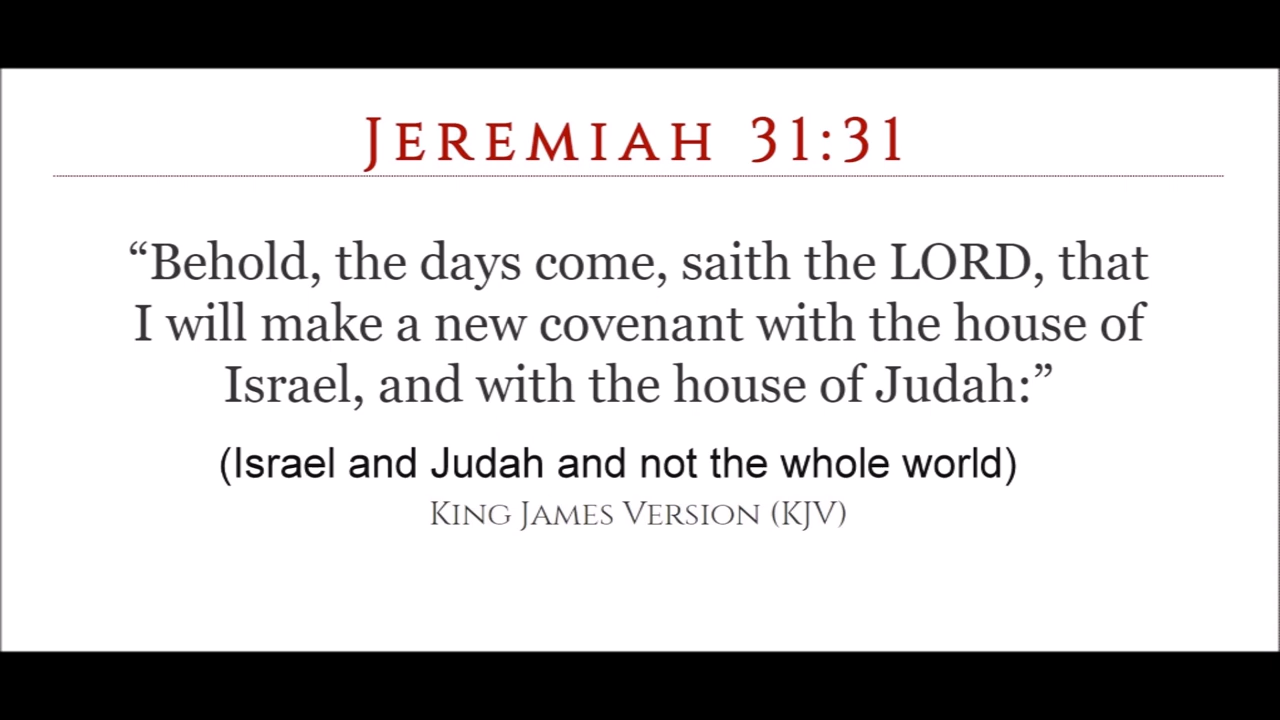 Jeremiah 31:31
“Behold, the days come, saith the LORD, that
I will make a new covenant with the house of
Israel, and with the house of Judah:”
(Israel and Judah and not the whole world)
King James Version (KJV)